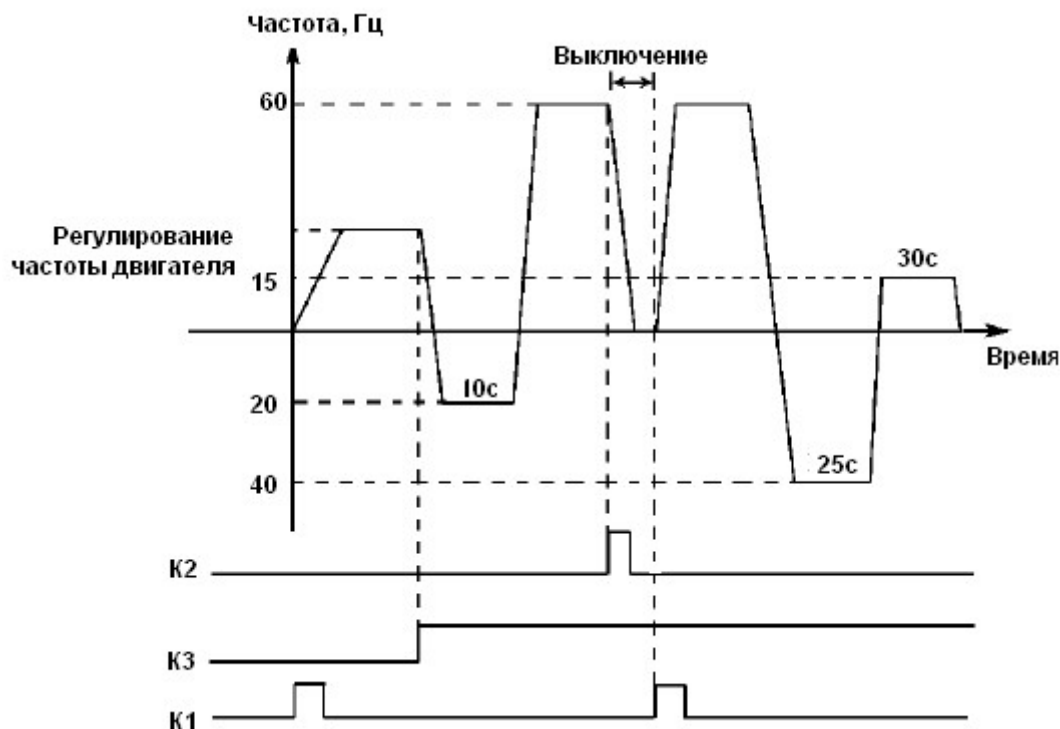 Частота, Гц
Выключение
60
Регулирование
частоты двигателя
15
30с
Время
10с
20
25с
40
К2
К3
К1